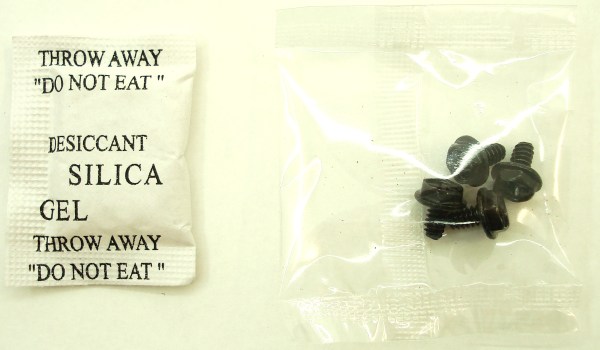 THROW AWAY
"DO NOT EAT "
DESICCANT
SILICA
GEL
THROW AWAY
"DO NOT EAT "